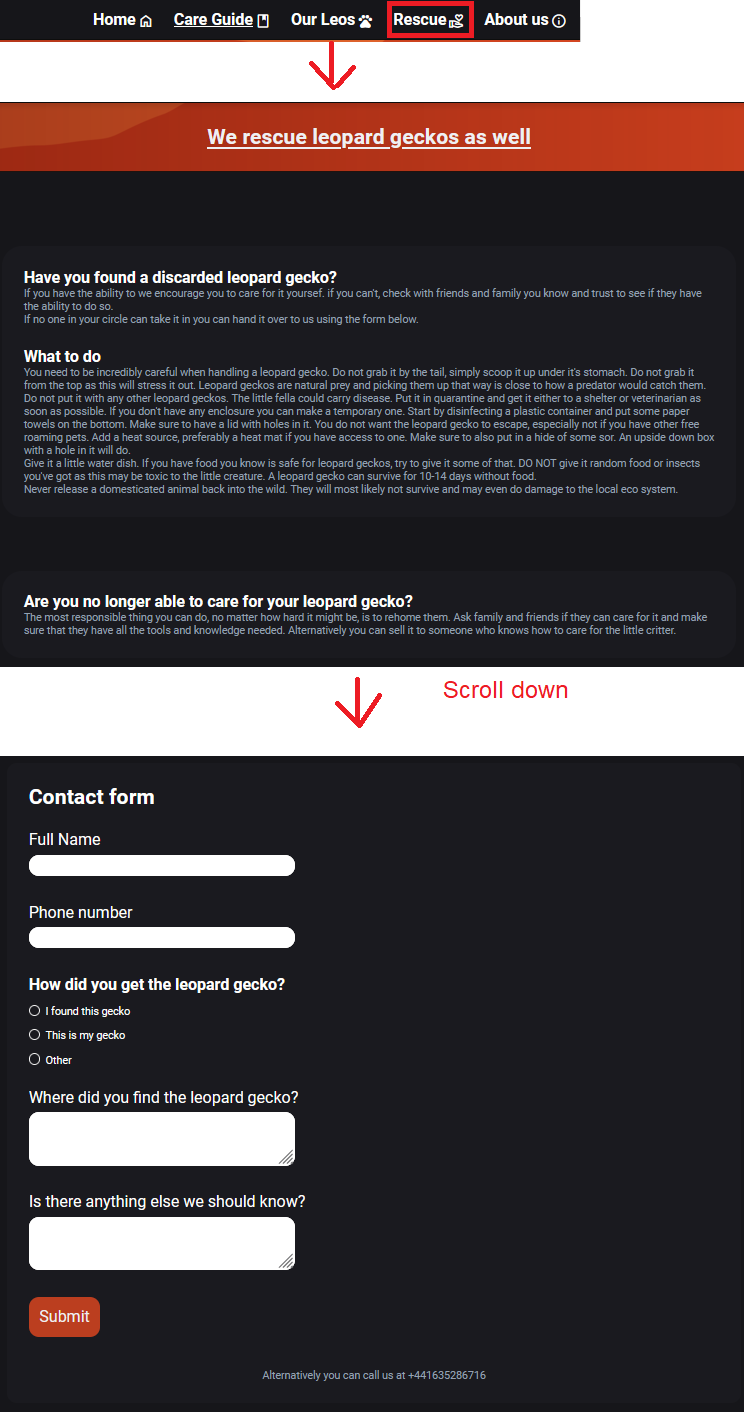 Home Care Guide Our Leos Rescue About us
We rescue leopard geckos as well
Have you found a discarded leopard gecko?
If you have the ability to we encourage you to care for it yoursef. if you can't, check with friends and family you know and trust to see if they have
the ability to do so.
If no one in your circle can take it in you can hand it over to us using the form below.
What to do
You need to be incredibly careful when handling a leopard gecko. Do not grab it by the tail, simply scoop it up under it's stomach. Do not grab it
from the top as this will stress it out. Leopard geckos are natural prey and picking them up that way is close to how a predator would catch them.
Do not put it with any other leopard geckos. The little fella could carry disease. Put it in quarantine and get it either to a shelter or veterinarian as
soon as possible. If you don't have any enclosure you can make a temporary one. Start by disinfecting a plastic container and put some paper
towels on the bottom. Make sure to have a lid with holes in it. You do not want the leopard gecko to escape, especially not if you have other free
roaming pets. Add a heat source, preferably a heat mat if you have access to one. Make sure to also put in a hide of some sor. An upside down box
with a hole in it will do.
Give it a little water dish. If you have food you know is safe for leopard geckos, try to give it some of that. DO NOT give it random food or insects
you've got as this may be toxic to the little creature. A leopard gecko can survive for 10-14 days without food.
Never release a domesticated animal back into the wild. They will most likely not survive and may even do damage to the local eco system.
Are you no longer able to care for your leopard gecko?
The most responsible thing you can do, no matter how hard it might be, is to rehome them. Ask family and friends if they can care for it and make
sure that they have all the tools and knowledge needed. Alternatively you can sell it to someone who knows how to care for the little critter.
Scroll down
Contact form
Full Name
Phone number
How did you get the leopard gecko?
I found this gecko
This is my gecko
Other
Where did you find the leopard gecko?
Is there anything else we should know?
Submit
Alternatively you can call us at +441635286716